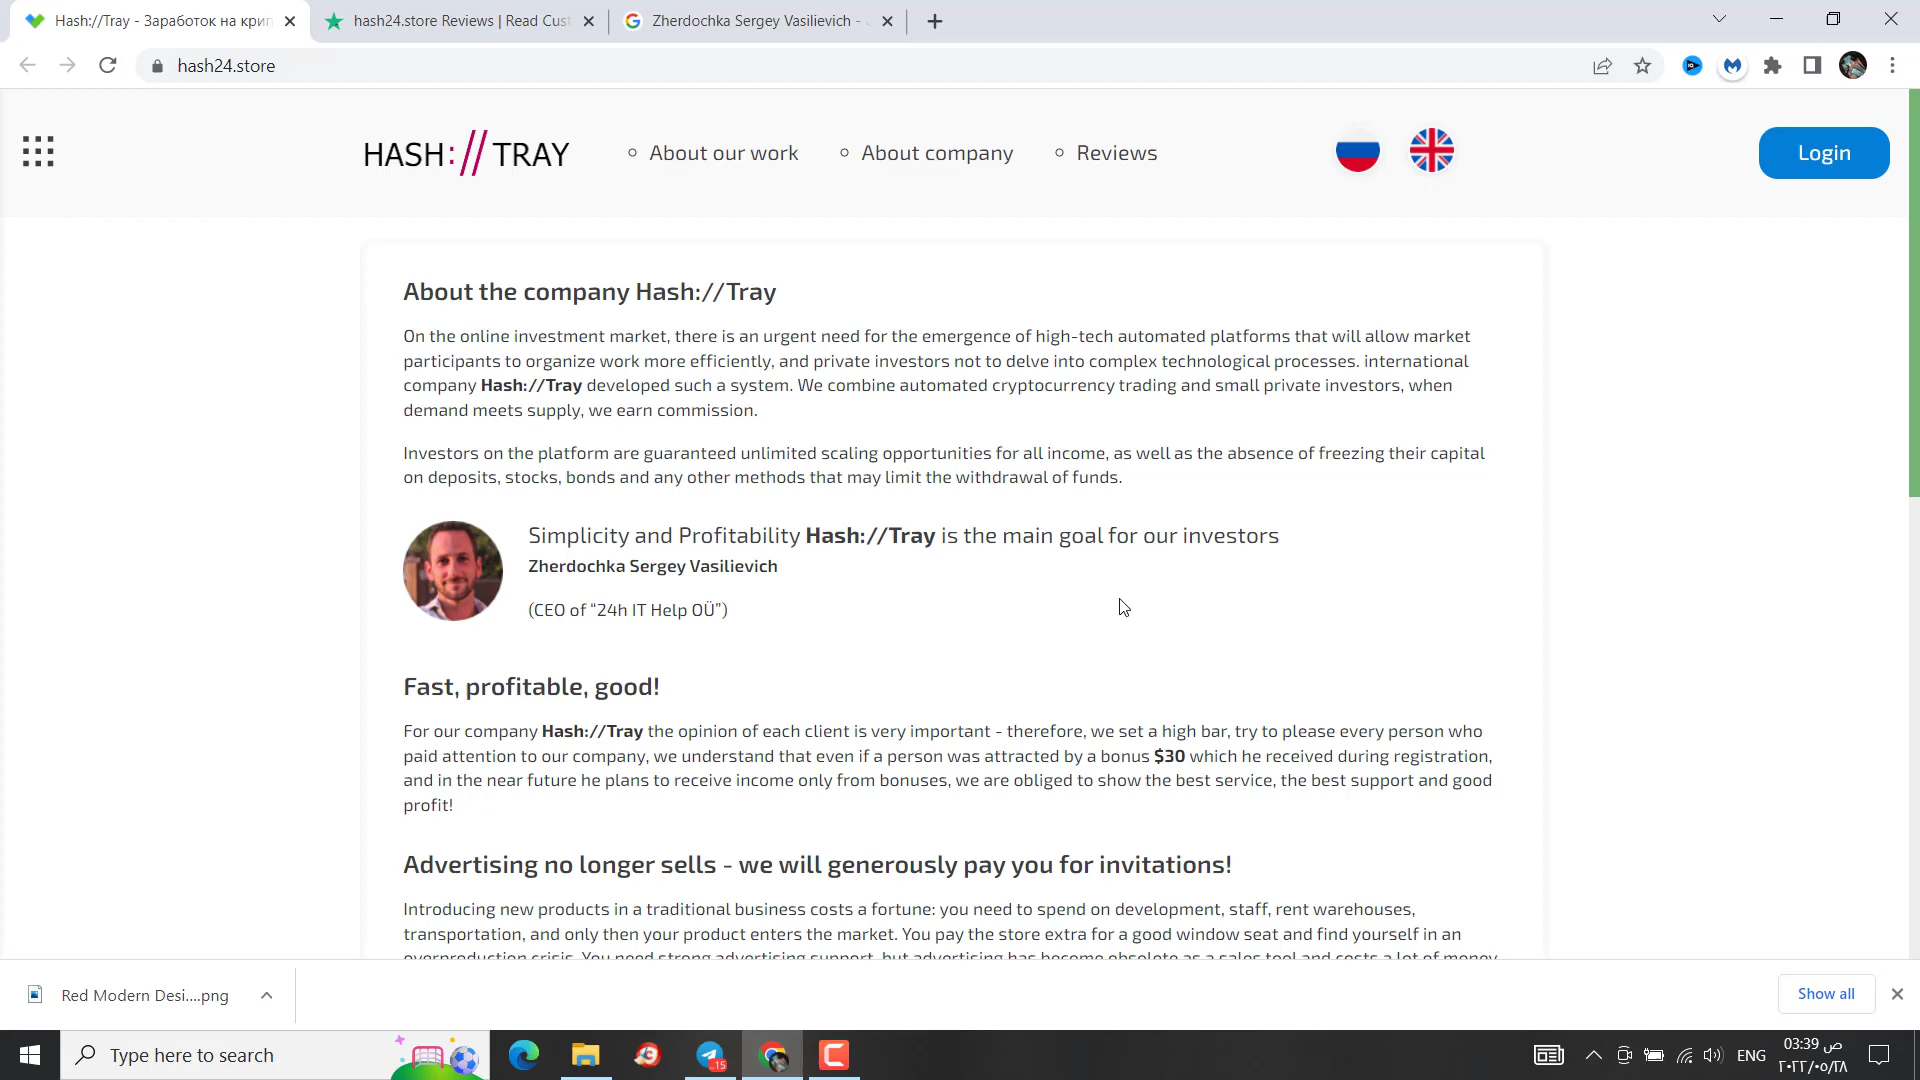 Hash://Tray - Заработок на крип
hash24.store Reviews | Read Cust
Zherdochka Sergey Vasilievich -
hash24.store
HASH://TRAY
About our work
About company
Reviews
Login
About the company Hash://Tray
On the online investment market, there is an urgent need for the emergence of high-tech automated platforms that will allow market
participants to organize work more efficiently, and private investors not to delve into complex technological processes. international
company Hash://Tray developed such a system. We combine automated cryptocurrency trading and small private investors, when
demand meets supply, we earn commission.
Investors on the platform are guaranteed unlimited scaling opportunities for all income, as well as the absence of freezing their capital
on deposits, stocks, bonds and any other methods that may limit the withdrawal of funds.
Simplicity and Profitability Hash://Tray is the main goal for our investors
Zherdochka Sergey Vasilievich
(CEO of “24h IT Help OÜ”)
Fast, profitable, good!
For our company Hash://Tray the opinion of each client is very important - therefore, we set a high bar, try to please every person who
paid attention to our company, we understand that even if a person was attracted by a bonus $30 which he received during registration,
and in the near future he plans to receive income only from bonuses, we are obliged to show the best service, the best support and good
profit!
Advertising no longer sells - we will generously pay you for invitations!
Introducing new products in a traditional business costs a fortune: you need to spend on development, staff, rent warehouses,
transportation, and only then your product enters the market. You pay the store extra for a good window seat and find yourself in an
overproduction crisis. You need strong advertising support, but advertising has become obsolete as a sales tool and costs a lot of money
Red Modern Desi....png
Show all
Type here to search
15
ENG
03:39 ص
٢٠٢٢/٠٥/٢٨